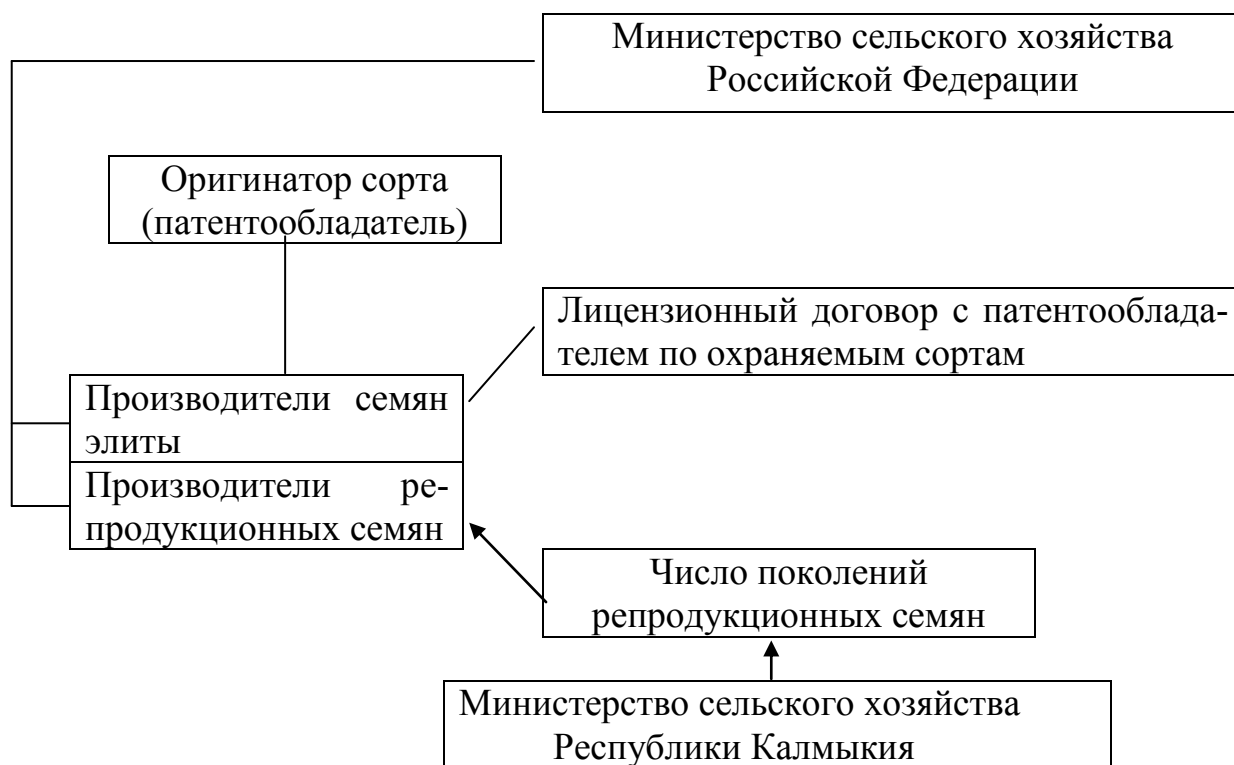 Министерство сельского хозяйства
Российской Федерации
Оригинатор сорта
(патентообладатель)
Лицензионный договор с патентооблада-
телем по охраняемым сортам
Производители семян
элиты
Производители ре-
продукционных семян
Число поколений
репродукционных семян
Министерство сельского хозяйства
Республики Калмыкия